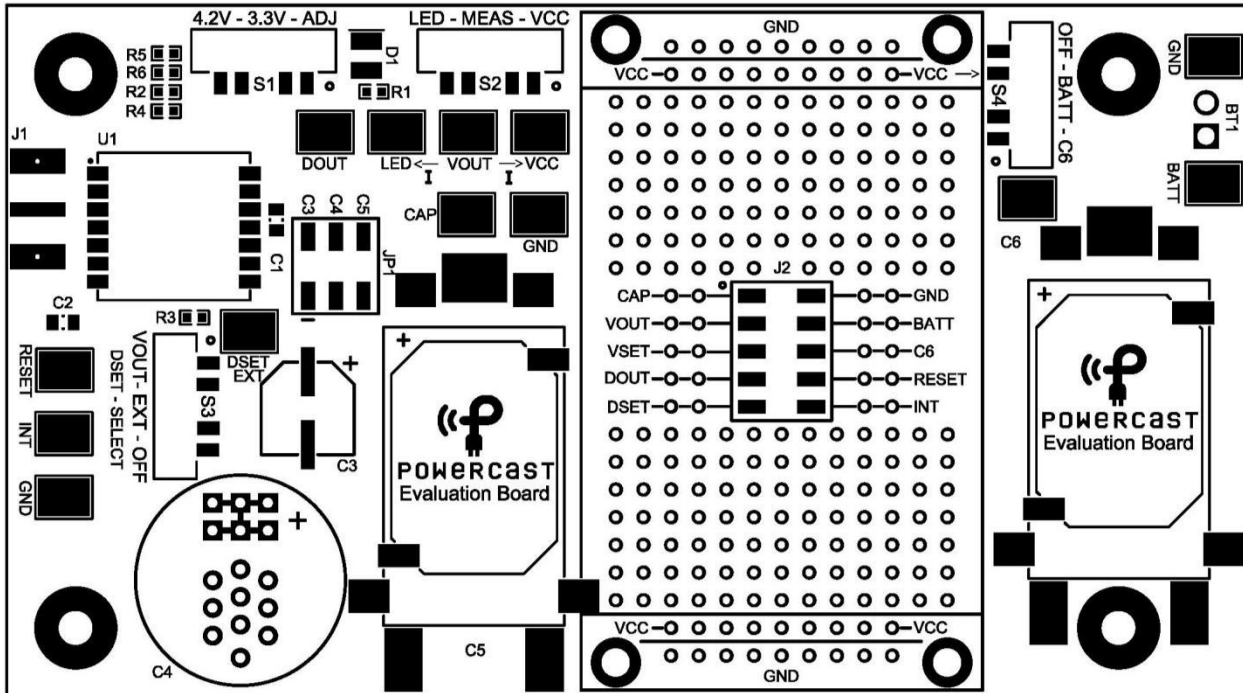 4.2V - 3.3V - ADJ
LED - MEAS - VCC
GND
OFF - BATT - C6
GND
R5
R6
R2
R4
S1
D1
R1
S2
VCC
VCC
S4
BT1
J1
U1
DOUT
LED
VOUT
VCC
I
I
BATT
C3
C4
C5
CAP
GND
C6
C1
JP1
J2
CAP
GND
VOUT
BATT
VSET
C6
DOUT
RESET
DSET
INT
C2
R3
DSET
EXT
RESET
INT
GND
VOUT- EXT - OFF
DSET - SELECT
S3
C3
+
+
+
+
POWERCAST
Evaluation Board
POWERCAST
Evaluation Board
C4
C5
VCC
VCC
GND